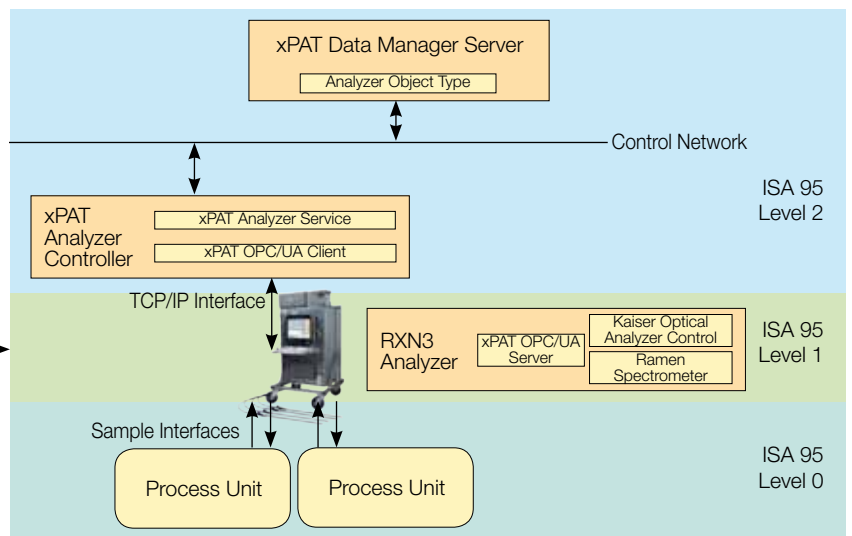 xPAT Data Manager Server
Analyzer Object Type
Control Network
ISA 95
Level 2
xPAT
Analyzer
Controller
xPAT Analyzer Service
xPAT OPC/UA Client
TCP/IP Interface
RXN3
Analyzer
xPAT OPC/UA
Server
Kaiser Optical
Analyzer Control
Ramen
Spectrometer
ISA 95
Level 1
Sample Interfaces
Process Unit
Process Unit
ISA 95
Level 0